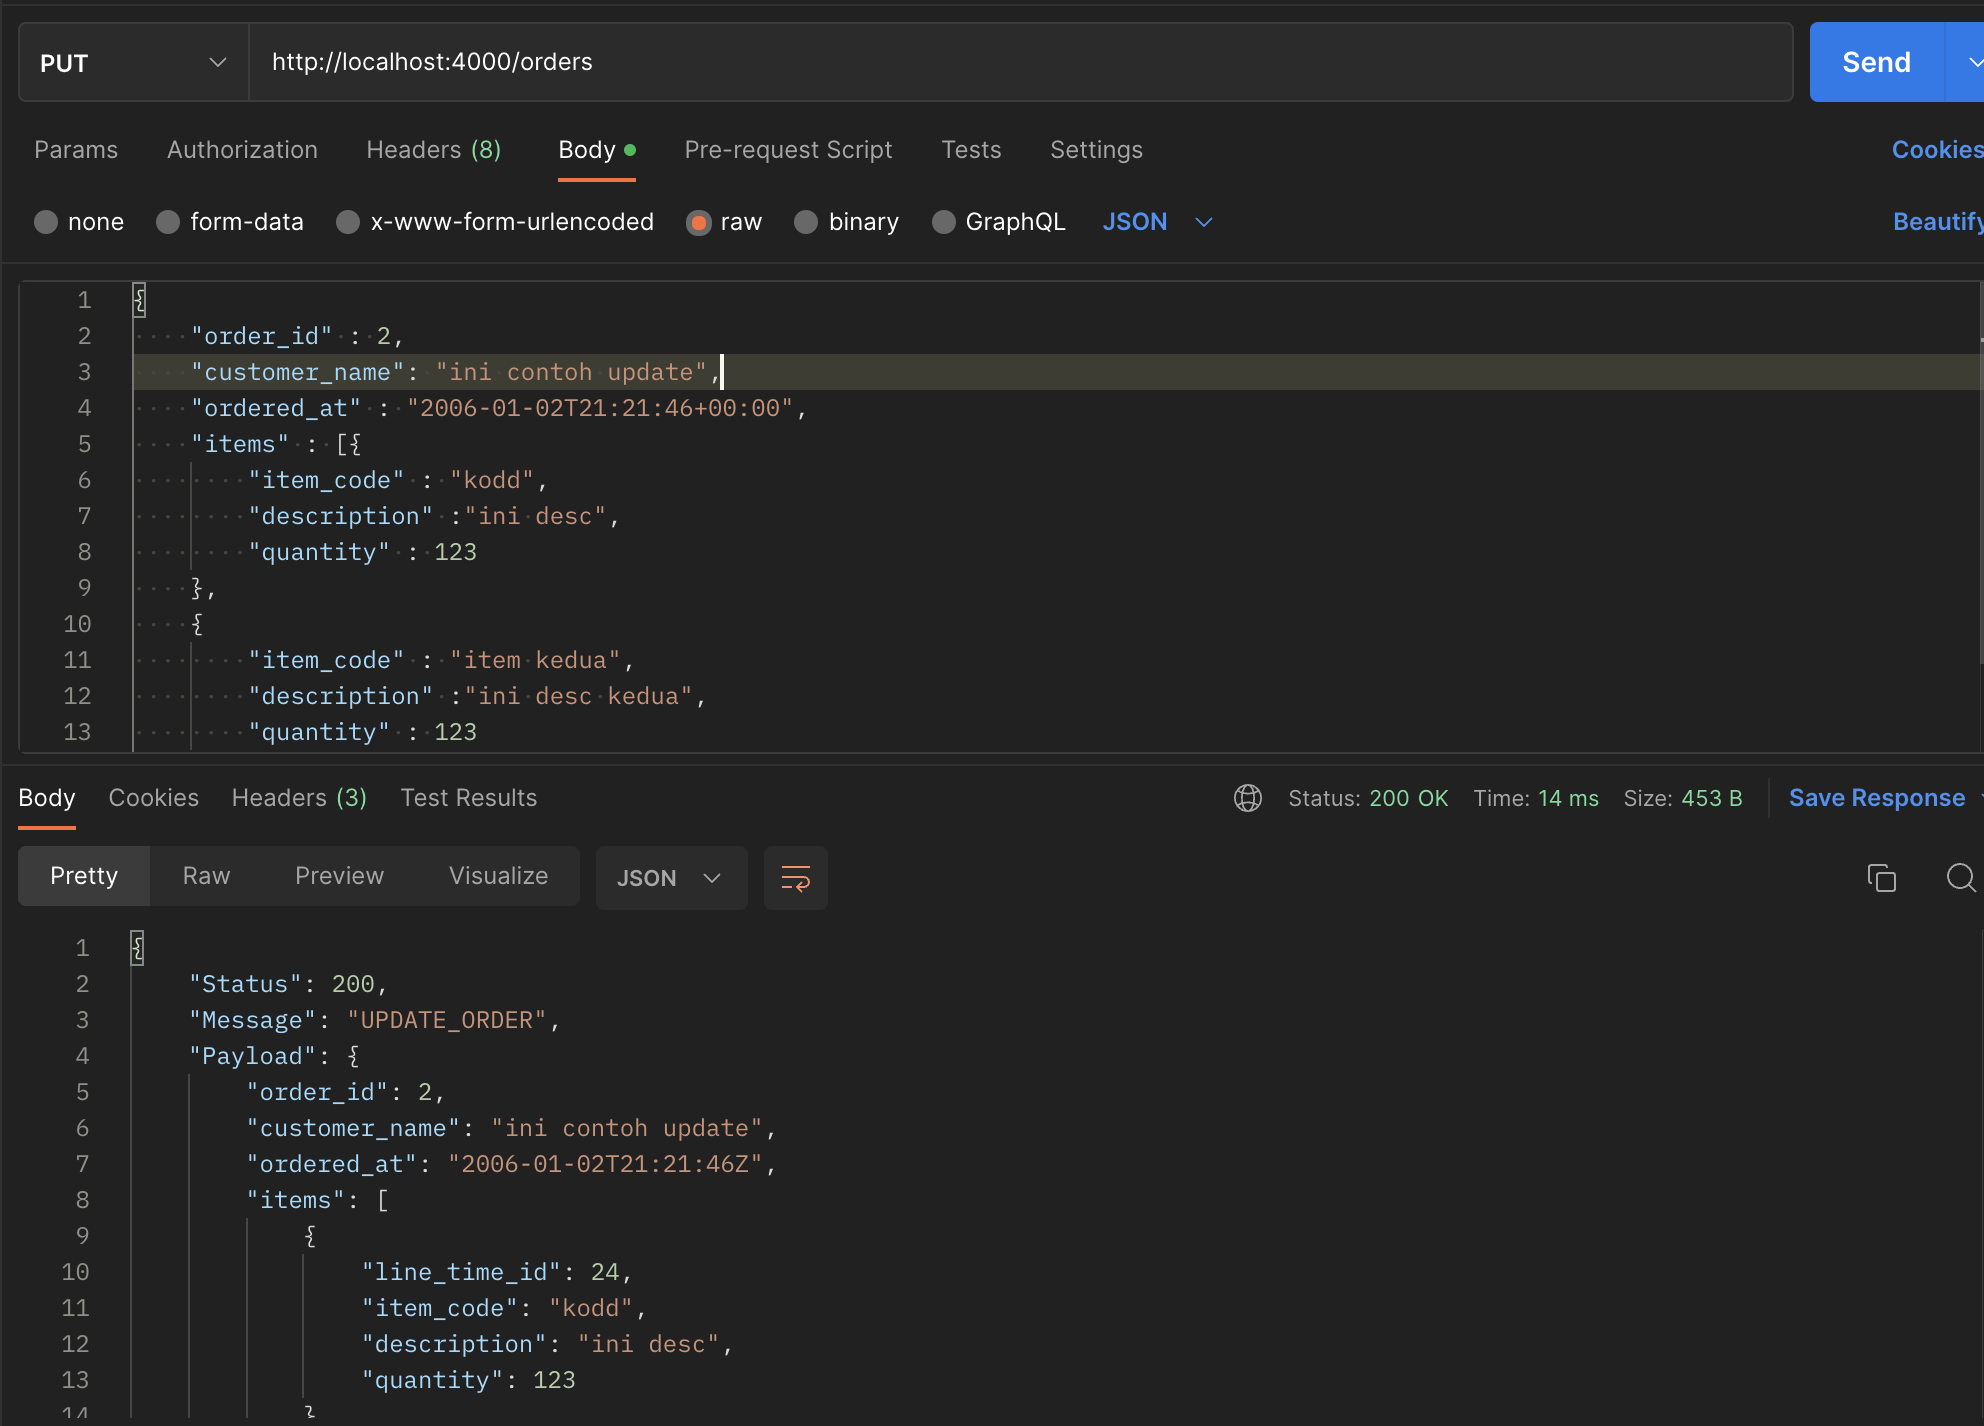 PUT http://localhost:4000/orders Send
Params Authorization Headers (8) Body Pre-request Script Tests Settings Cookies
none form-data x-www-form-urlencoded raw binary GraphQL JSON Beautify
1 {
2 "order_id" : 2,
3 "customer_name": "ini contoh update",
4 "ordered_at" : "2006-01-02T21:21:46+00:00",
5 "items" : [{
6 "item_code" : "kodd",
7 "description" :"ini desc",
8 "quantity" : 123
9 },
10 {
11 "item_code" : "item kedua",
12 "description" :"ini desc kedua",
13 "quantity" : 123
Body Cookies Headers (3) Test Results Status: 200 OK Time: 14 ms Size: 453 B Save Response
Pretty Raw Preview Visualize JSON
1 {
2 "Status": 200,
3 "Message": "UPDATE_ORDER",
4 "Payload": {
5 "order_id": 2,
6 "customer_name": "ini contoh update",
7 "ordered_at": "2006-01-02T21:21:46Z",
8 "items": [
9 {
10 "line_time_id": 24,
11 "item_code": "kodd",
12 "description": "ini desc",
13 "quantity": 123
14 }